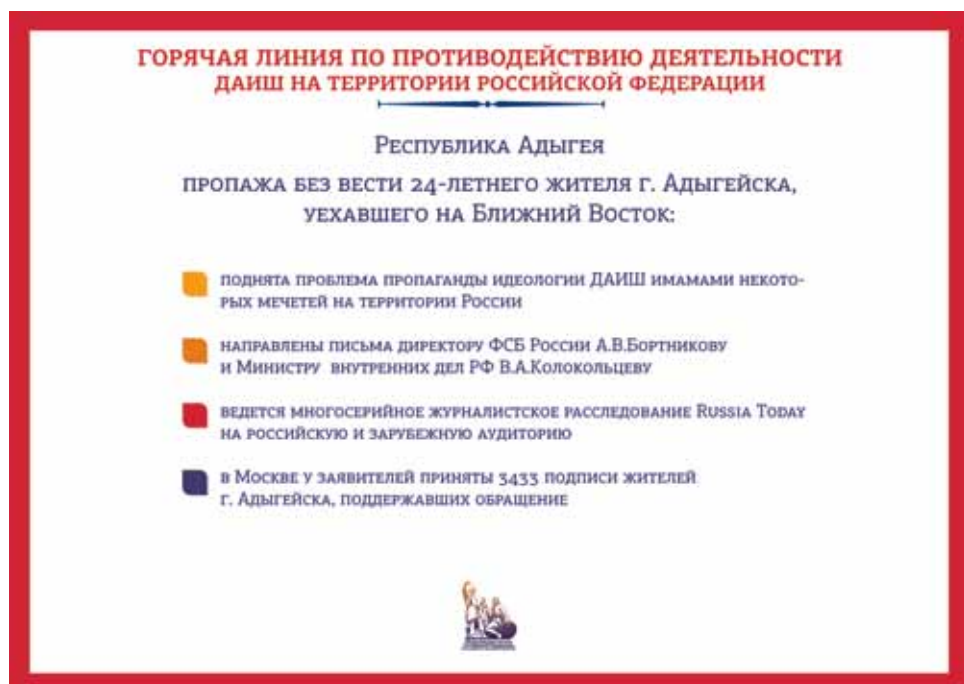 ГОРЯЧАЯ ЛИНИЯ ПО ПРОТИВОДЕЙСТВИЮ ДЕЯТЕЛЬНОСТИ
ДАИШ НА ТЕРРИТОРИИ РОССИЙСКОЙ ФЕДЕРАЦИИ
Республика Адыгея
пропажа без вести 24-летнего жителя г. Адыгейска,
уехавшего на Ближний Восток:
поднята проблема пропаганды идеологии ДАИШ имамами некото-
рых мечетей на территории России
направлены письма директору ФСБ России А.В.Бортникову
и Министру внутренних дел РФ В.А.Колокольцеву
ведется многосерийное журналистское расследование Russia Today
на российскую и зарубежную аудиторию
в Москве у заявителей приняты 3433 подписи жителей
г. Адыгейска, поддержавших обращение